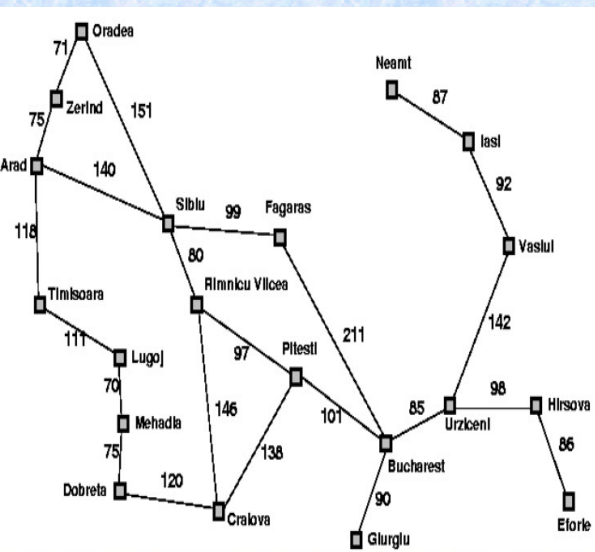 Oradea
71
Neamt
87
Zerind
75
151
Iasi
Arad
140
92
Sibiu
99
Fagaras
118
80
Vaslui
Timisoara
Rimnicu Vilcea
142
111
211
Lugoj
97
Pitesti
70
98
146
101
85
Hirsova
Mehadia
Urziceni
75
138
86
Bucharest
120
Dobreta
90
Craiova
Eforie
Giurgiu